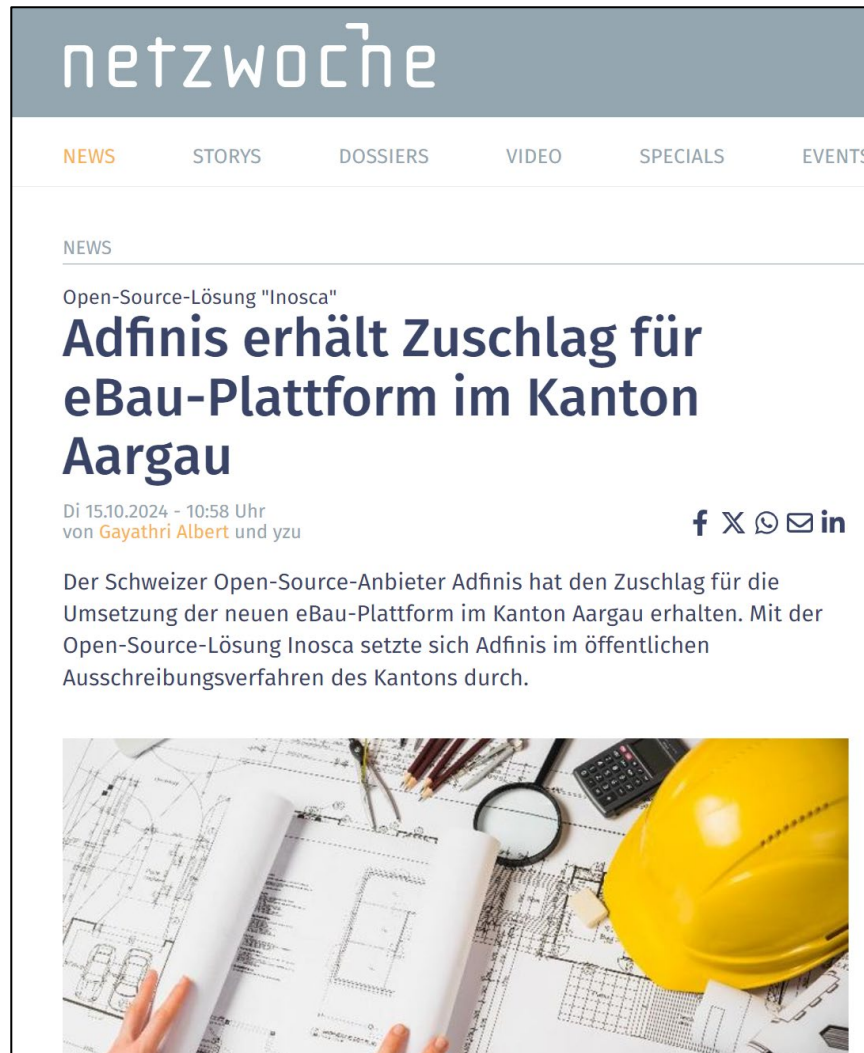 netzwoche
NEWS STORYS DOSSIERS VIDEO SPECIALS EVENTS
NEWS
Open-Source-Lösung "Inosca"
Adfinis erhält Zuschlag für
eBau-Plattform im Kanton
Aargau
Di 15.10.2024 - 10:58 Uhr
von Gayathri Albert und yzu
Der Schweizer Open-Source-Anbieter Adfinis hat den Zuschlag für die
Umsetzung der neuen eBau-Plattform im Kanton Aargau erhalten. Mit der
Open-Source-Lösung Inosca setzte sich Adfinis im öffentlichen
Ausschreibungsverfahren des Kantons durch.